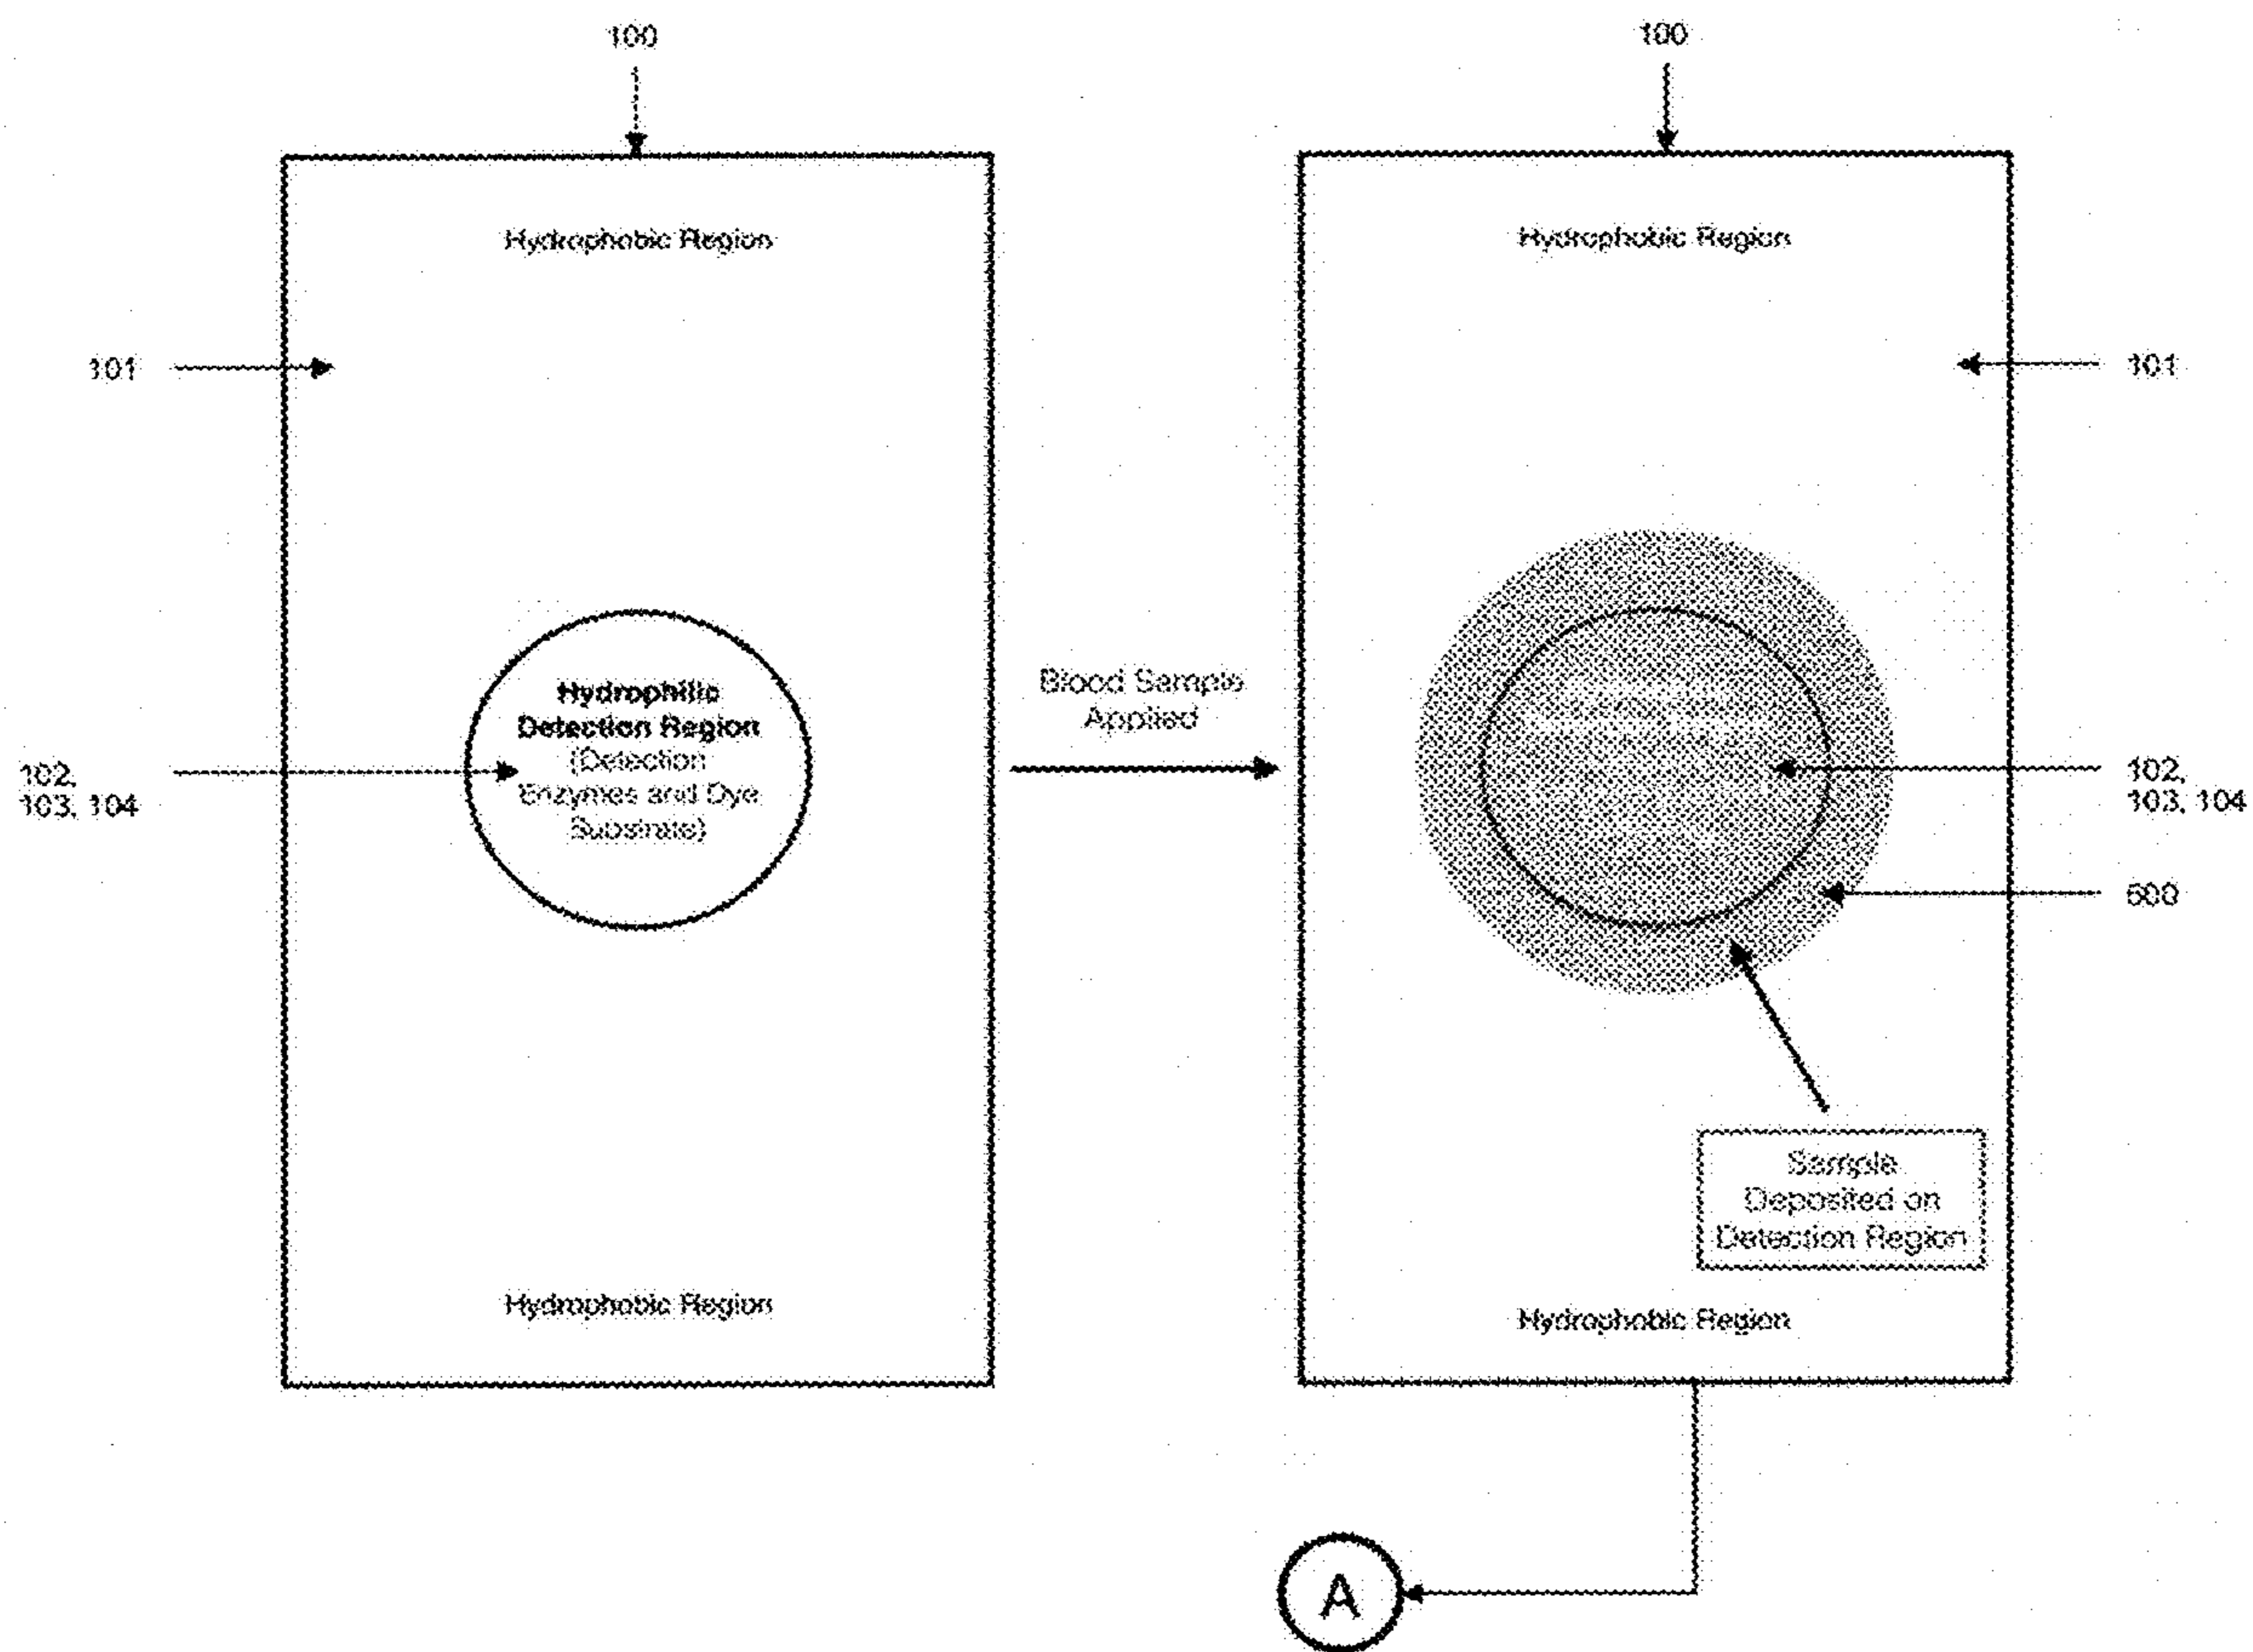 100
100
Hydrophobic Region
Hydrophobic Region
101
101
Hydrophilic
Detection Region
(Detection
Enzymes and Dye
Substrate)
102,
103, 104
Blood Sample
Applied
102,
103, 104
Sample
Deposited on
Detection Region
Hydrophobic Region
Hydrophobic Region
A